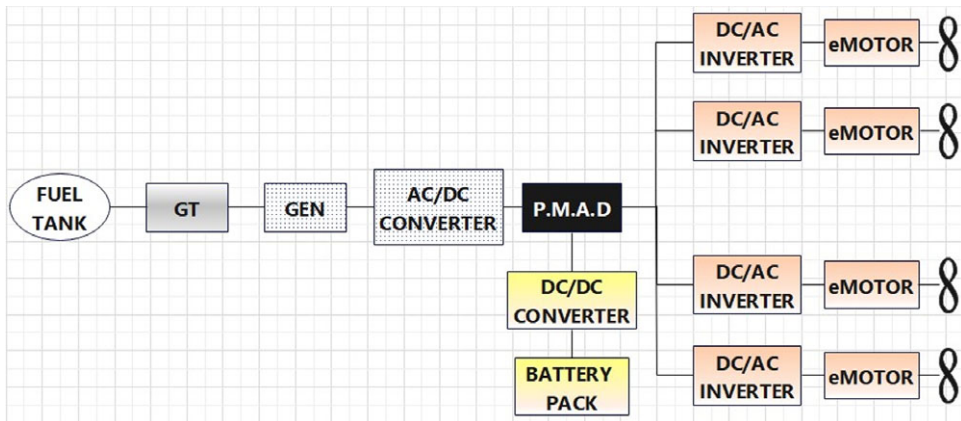 FUEL
TANK
GT
GEN
AC/DC
CONVERTER
P.M.A.D
DC/DC
CONVERTER
BATTERY
PACK
DC/AC
INVERTER
eMOTOR
DC/AC
INVERTER
eMOTOR
DC/AC
INVERTER
eMOTOR
DC/AC
INVERTER
eMOTOR